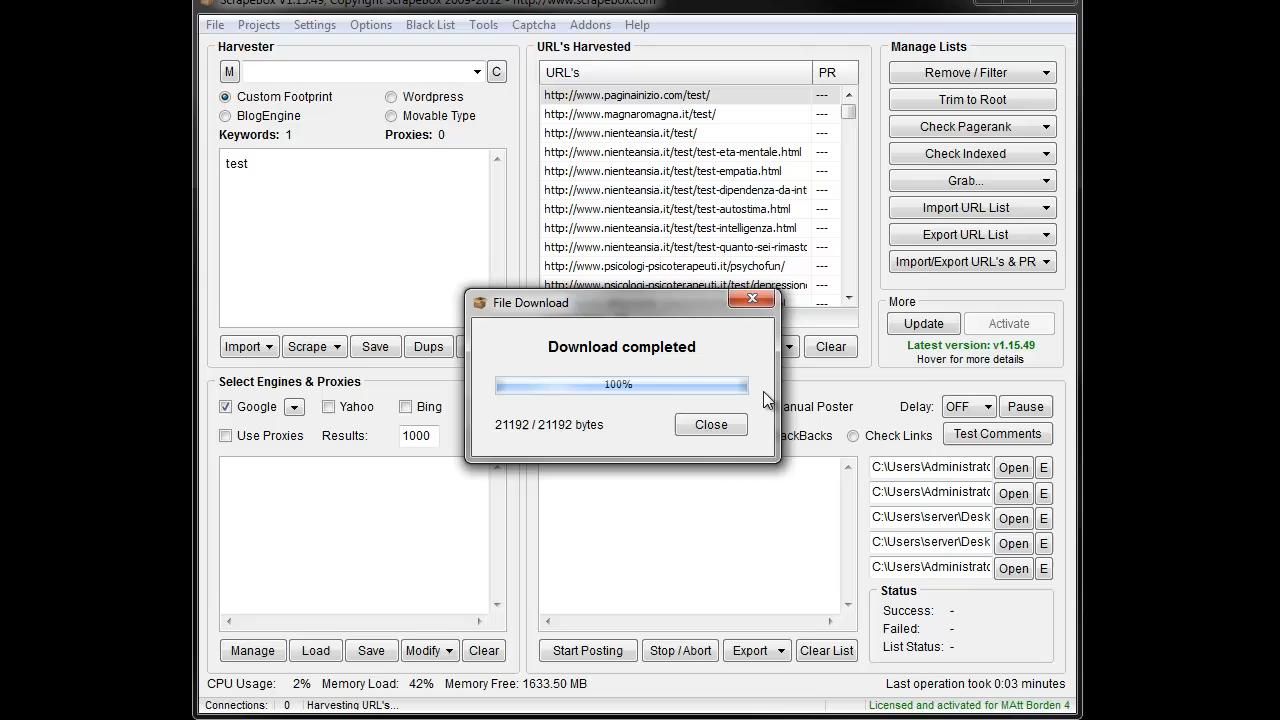 ScrapeBox V1.15.49, Copyright ScrapeBox 2009-2012 - http://www.scrapebox.com
File Projects Settings Options Black List Tools Captcha Addons Help
Harvester
M
C
Custom Footprint
Wordpress
BlogEngine
Movable Type
Keywords: 1
Proxies: 0
test
Import
Scrape
Save
Dups
URL's Harvested
URL's PR
http://www.paginainizio.com/test/ ---
http://www.magnaromagna.it/test/ ---
http://www.nienteansia.it/test/ ---
http://www.nienteansia.it/test/test-eta-mentale.html ---
http://www.nienteansia.it/test/test-empatia.html ---
http://www.nienteansia.it/test/test-dipendenza-da-int ---
http://www.nienteansia.it/test/test-autostima.html ---
http://www.nienteansia.it/test/test-intelligenza.html ---
http://www.nienteansia.it/test/test-quanto-sei-rimasto ---
http://www.psicologi-psicoterapeuti.it/psychofun/ ---
http://www.psicologi-psicoterapeuti.it/test/depressione ---
---
Clear
Manage Lists
Remove / Filter
Trim to Root
Check Pagerank
Check Indexed
Grab...
Import URL List
Export URL List
Import/Export URL's & PR
More
Update
Activate
Latest version: v1.15.49
Hover for more details
File Download
Download completed
100%
21192 / 21192 bytes
Close
Select Engines & Proxies
Google
Yahoo
Bing
Use Proxies
Results: 1000
Manage
Load
Save
Modify
Clear
anual Poster
Delay: OFF
Pause
ackBacks
Check Links
Test Comments
C:\Users\Administrato Open E
C:\Users\Administrato Open E
C:\Users\server\Desk Open E
C:\Users\server\Desk Open E
C:\Users\Administrato Open E
Status
Success: -
Failed: -
List Status: -
Start Posting
Stop / Abort
Export
Clear List
CPU Usage: 2% Memory Load: 42% Memory Free: 1633.50 MB
Last operation took 0:03 minutes
Connections: 0 Harvesting URL's...
Licensed and activated for MAtt Borden 4